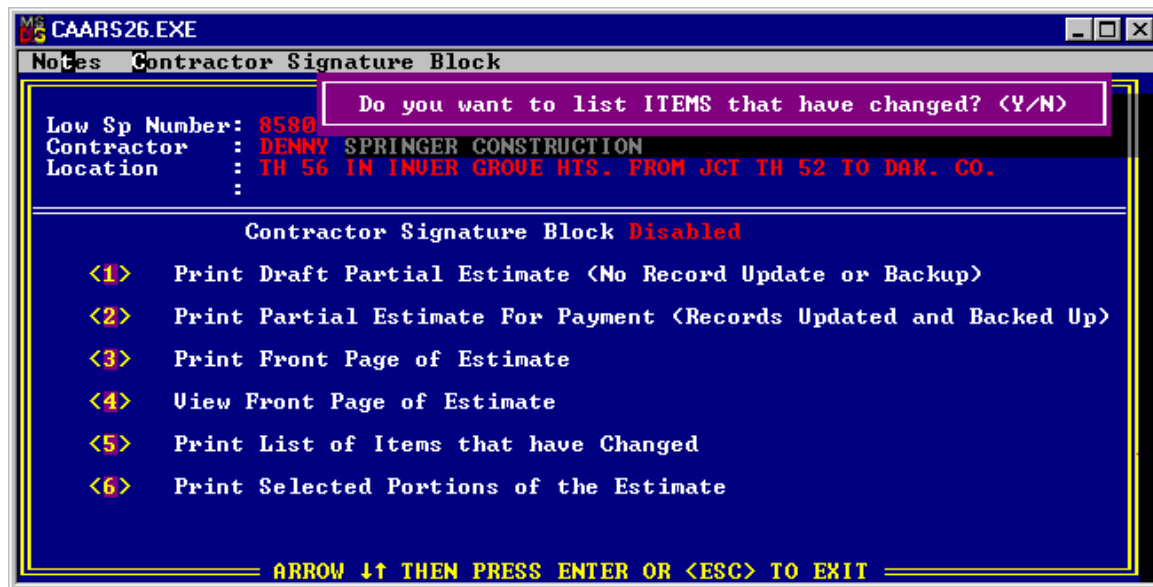 CAARS26.EXE
Notes Contractor Signature Block
Do you want to list ITEMS that have changed? (Y/N)
Low Sp Number: 8580
Contractor : DENNY SPRINGER CONSTRUCTION
Location : TH 56 IN INVER GROVE HTS. FROM JCT TH 52 TO DAK. CO.
:
Contractor Signature Block Disabled
<1> Print Draft Partial Estimate (No Record Update or Backup)
<2> Print Partial Estimate For Payment (Records Updated and Backed Up)
<3> Print Front Page of Estimate
<4> View Front Page of Estimate
<5> Print List of Items that have Changed
<6> Print Selected Portions of the Estimate
ARROW ↓↑ THEN PRESS ENTER OR <ESC> TO EXIT